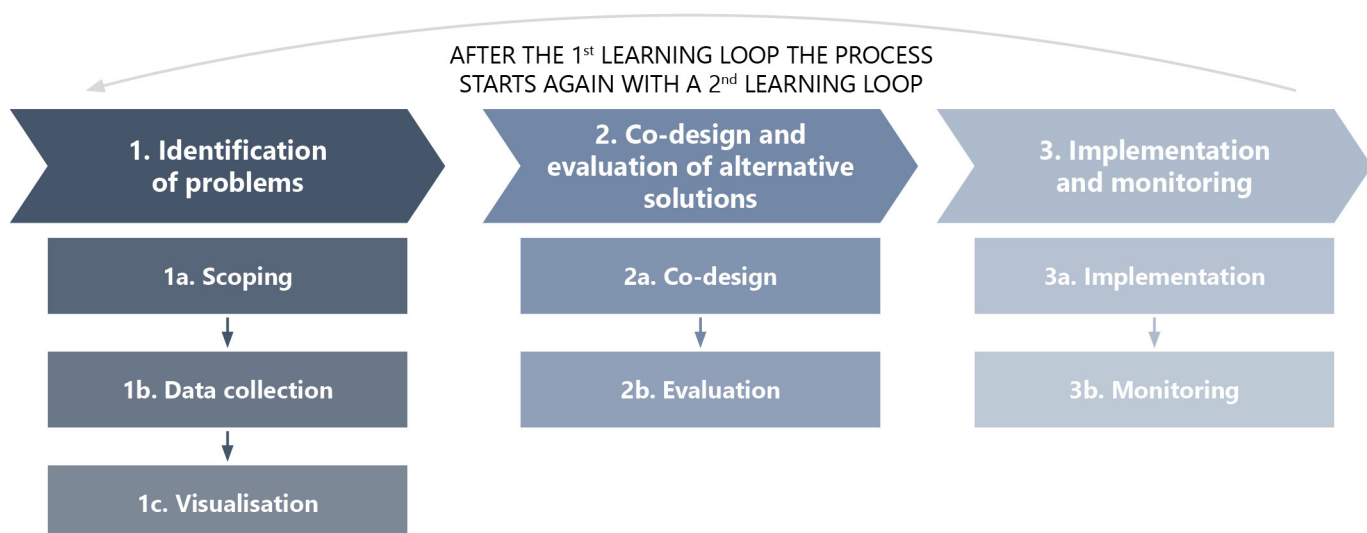 AFTER THE 1st LEARNING LOOP THE PROCESS
STARTS AGAIN WITH A 2nd LEARNING LOOP
1. Identification
of problems
2. Co-design and
evaluation of alternative
solutions
3. Implementation
and monitoring
1a. Scoping
1b. Data collection
1c. Visualisation
2a. Co-design
2b. Evaluation
3a. Implementation
3b. Monitoring